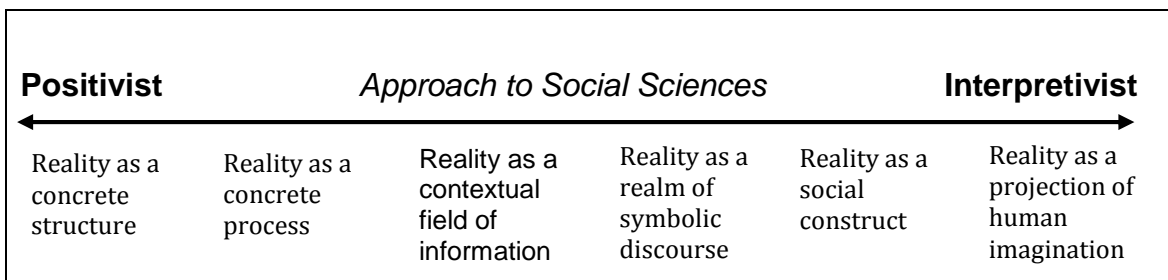 Positivist Approach to Social Sciences Interpretivist
Reality as a
concrete
structure
Reality as a
concrete
process
Reality as a
contextual
field of
information
Reality as a
realm of
symbolic
discourse
Reality as a
social
construct
Reality as a
projection of
human
imagination